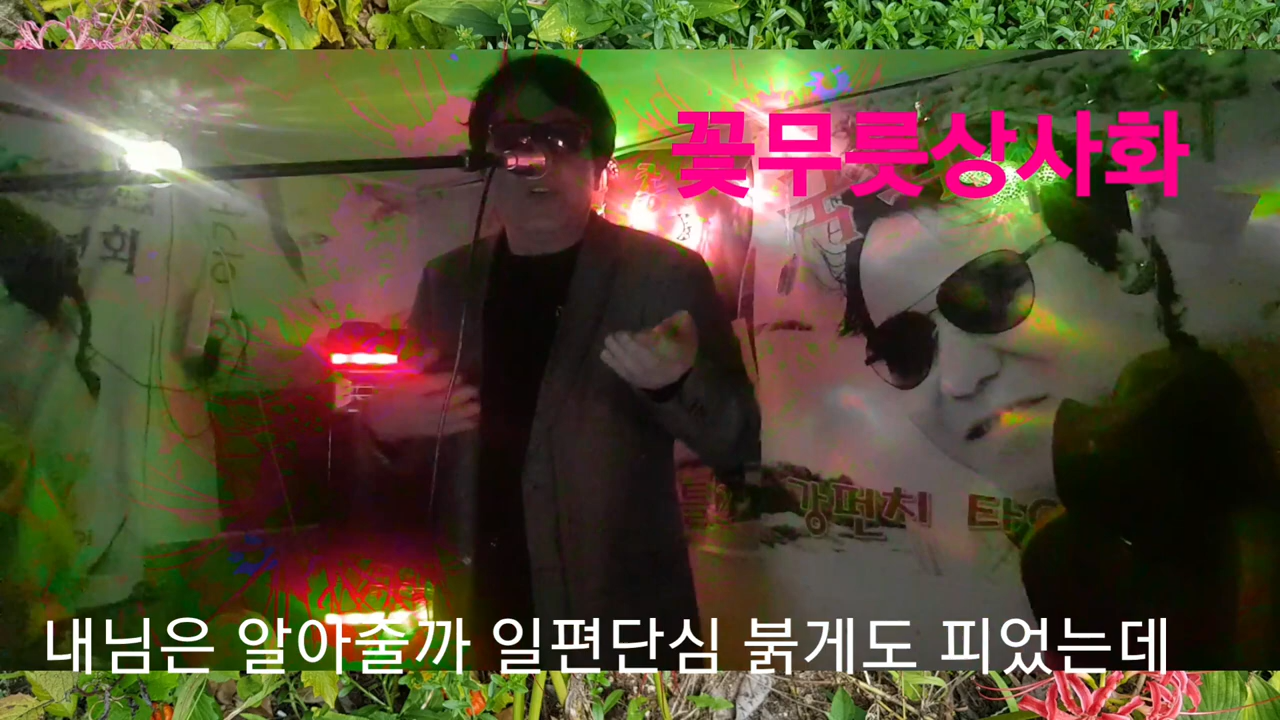 꽃무릇상사화
강펀치
내님은 알아줄까 일편단심 붉게도 피었는데